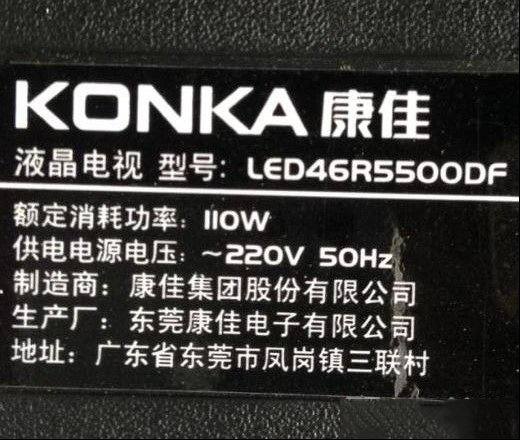 KONKA 康佳
液晶电视 型号: LED46R5500DF
额定消耗功率: 110W
供电电源电压: ~220V 50Hz
制造商: 康佳集团股份有限公司
生产厂: 东莞康佳电子有限公司
地址: 广东省东莞市凤岗镇三联村